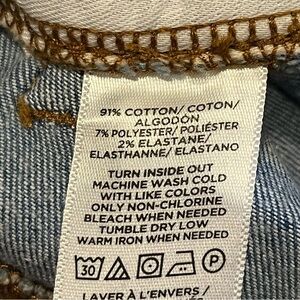 91% COTTON/ COTON/
ALGODÓN
7% POLYESTER/ POLIÉSTER
2% ELASTANE/
ELASTHANNE/ ELASTANO
TURN INSIDE OUT
MACHINE WASH COLD
WITH LIKE COLORS
ONLY NON-CHLORINE
BLEACH WHEN NEEDED
TUMBLE DRY LOW
WARM IRON WHEN NEEDED
30
LAVER À L'ENVERS/